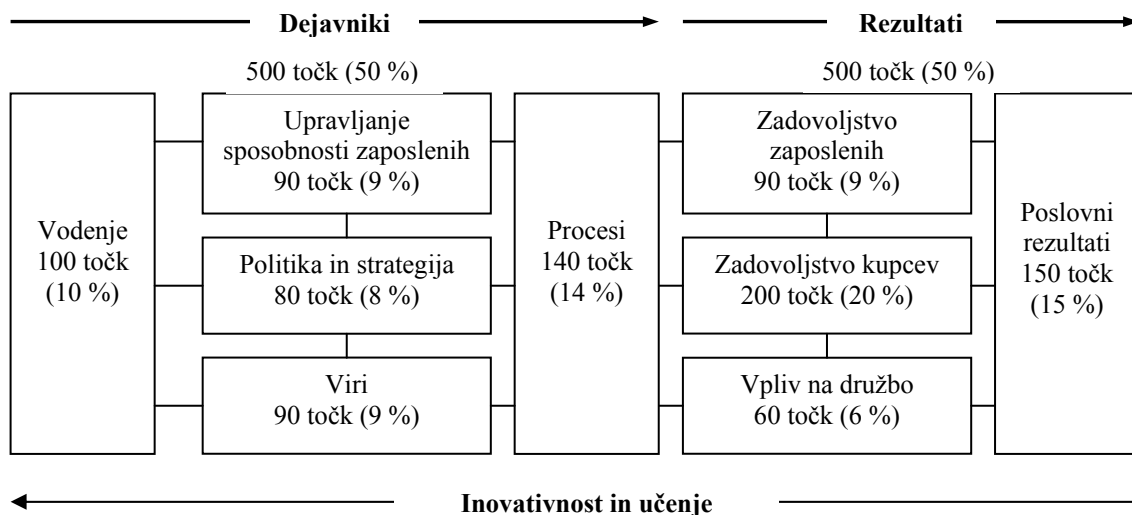 Dejavniki
Rezultati
500 točk (50 %)
500 točk (50 %)
Vodenje
100 točk
(10 %)
Upravljanje
sposobnosti zaposlenih
90 točk (9 %)
Politika in strategija
80 točk (8 %)
Viri
90 točk (9 %)
Procesi
140 točk
(14 %)
Zadovoljstvo
zaposlenih
90 točk (9 %)
Zadovoljstvo kupcev
200 točk (20 %)
Vpliv na družbo
60 točk (6 %)
Poslovni
rezultati
150 točk
(15 %)
Inovativnost in učenje